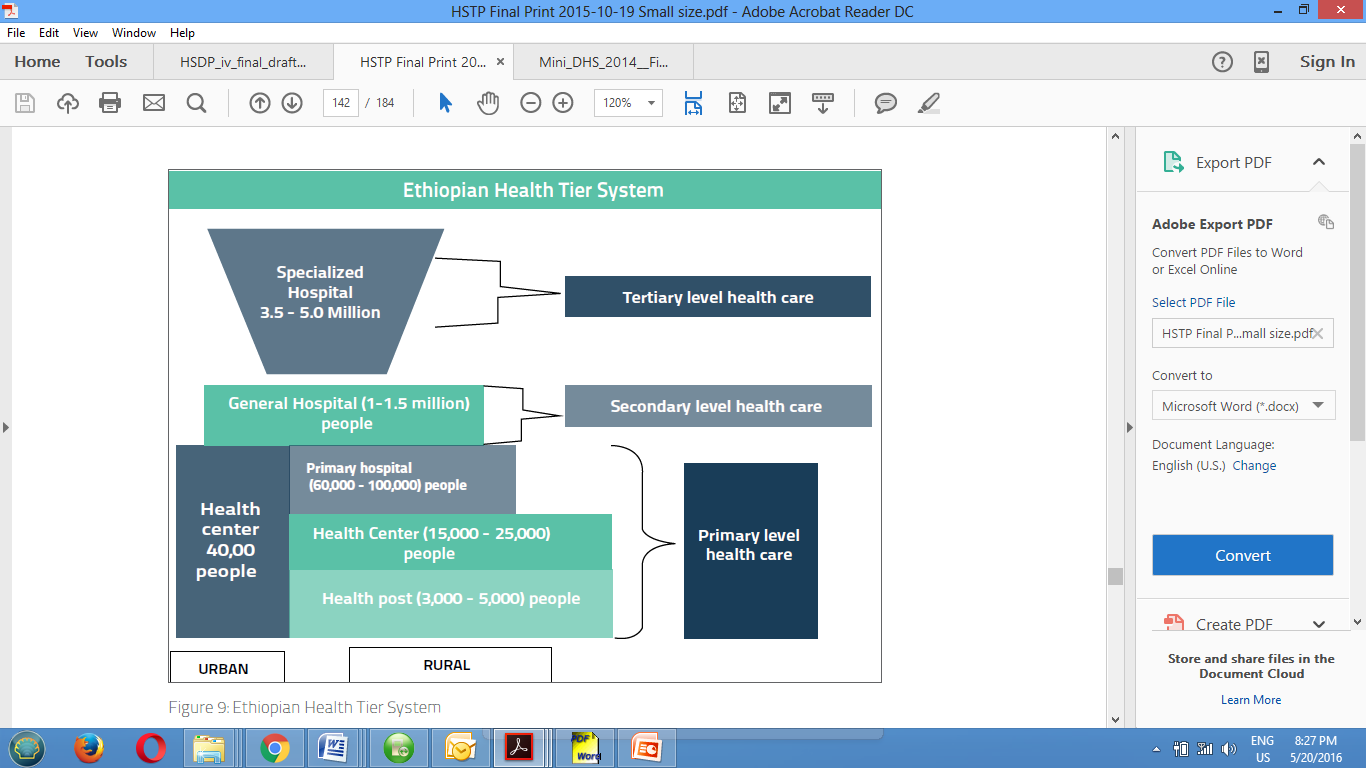 HSTP Final Print 2015-10-19 Small size.pdf - Adobe Acrobat Reader DC
File Edit View Window Help
Home Tools HSDP_iv_final_draft... HSTP Final Print 20... × Mini_DHS_2014__Fi... Sign In
142 / 184 120%
Ethiopian Health Tier System
Specialized
Hospital
3.5 - 5.0 Million
Tertiary level health care
General Hospital (1-1.5 million)
people
Secondary level health care
Health
center
40,00
people
Primary hospital
(60,000 - 100,000) people
Health Center (15,000 - 25,000)
people
Health post (3,000 - 5,000) people
Primary level
health care
URBAN
RURAL
Figure 9: Ethiopian Health Tier System
Export PDF
Adobe Export PDF
Convert PDF Files to Word
or Excel Online
Select PDF File
HSTP Final P...mall size.pdf
Convert to
Microsoft Word (*.docx)
Document Language:
English (U.S.) Change
Convert
Create PDF
Store and share files in the
Document Cloud
Learn More
PDF
Word
ENG
US
8:27 PM
5/20/2016